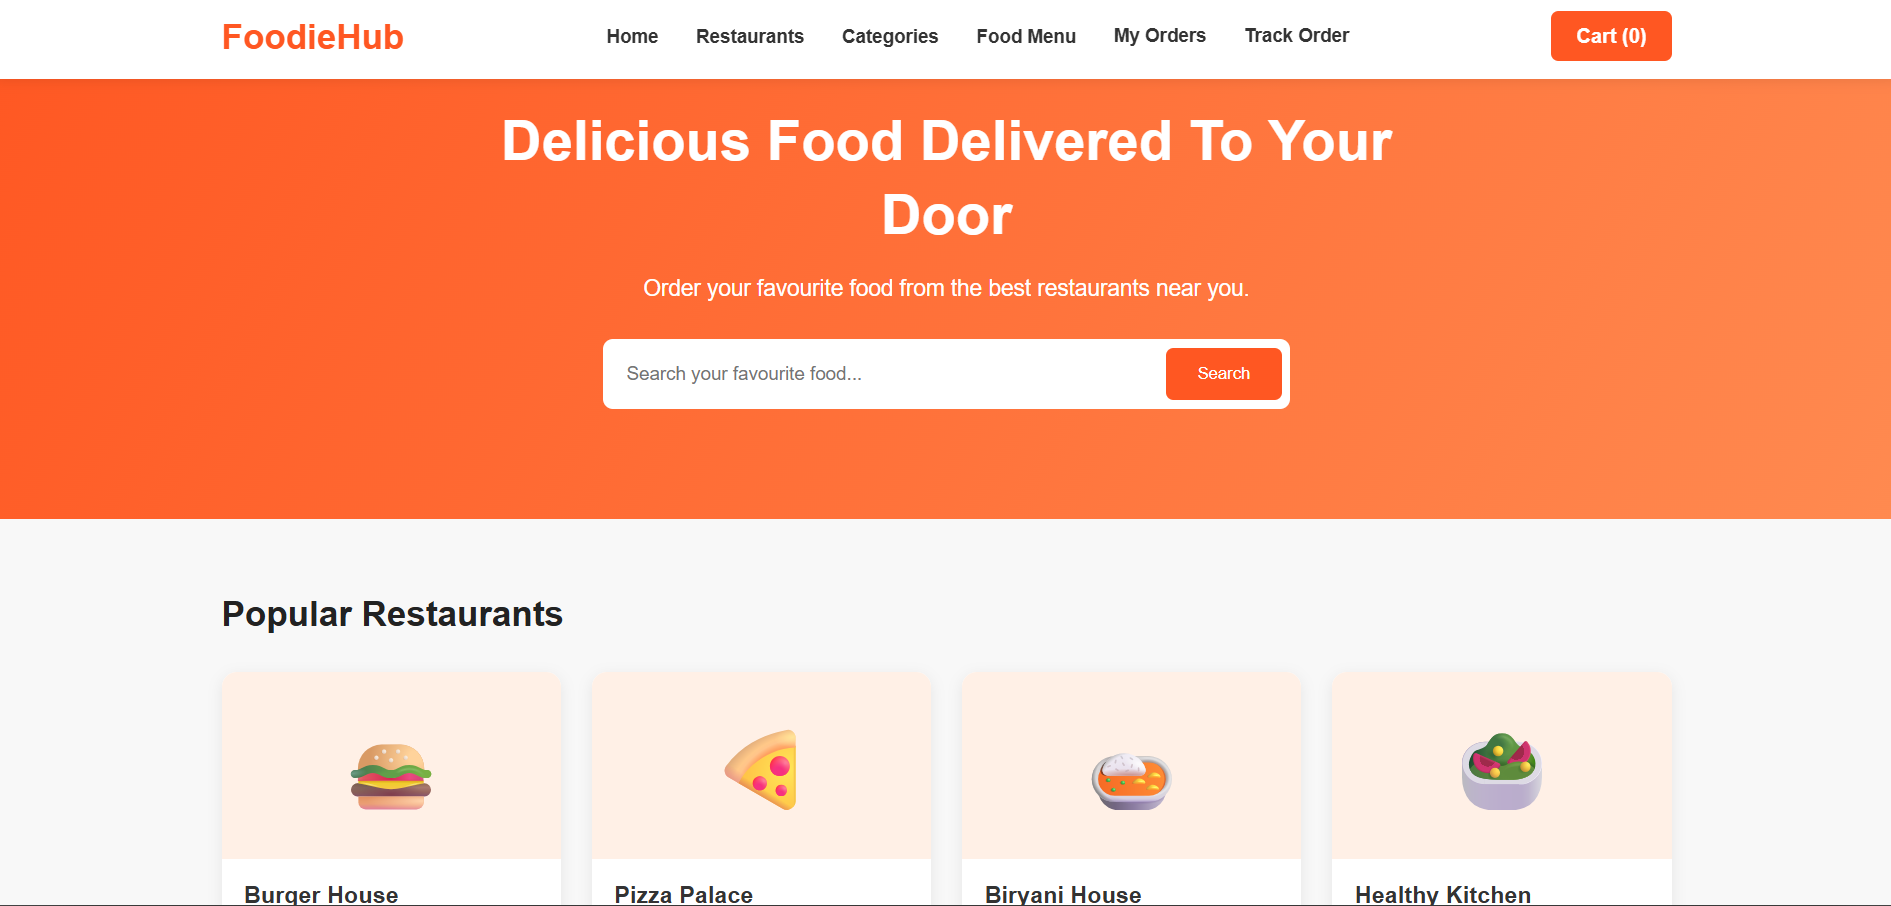 FoodieHub
Home Restaurants Categories Food Menu My Orders Track Order
Cart (0)
Delicious Food Delivered To Your
Door
Order your favourite food from the best restaurants near you.
Search your favourite food...
Search
Popular Restaurants
Burger House
Pizza Palace
Biryani House
Healthy Kitchen